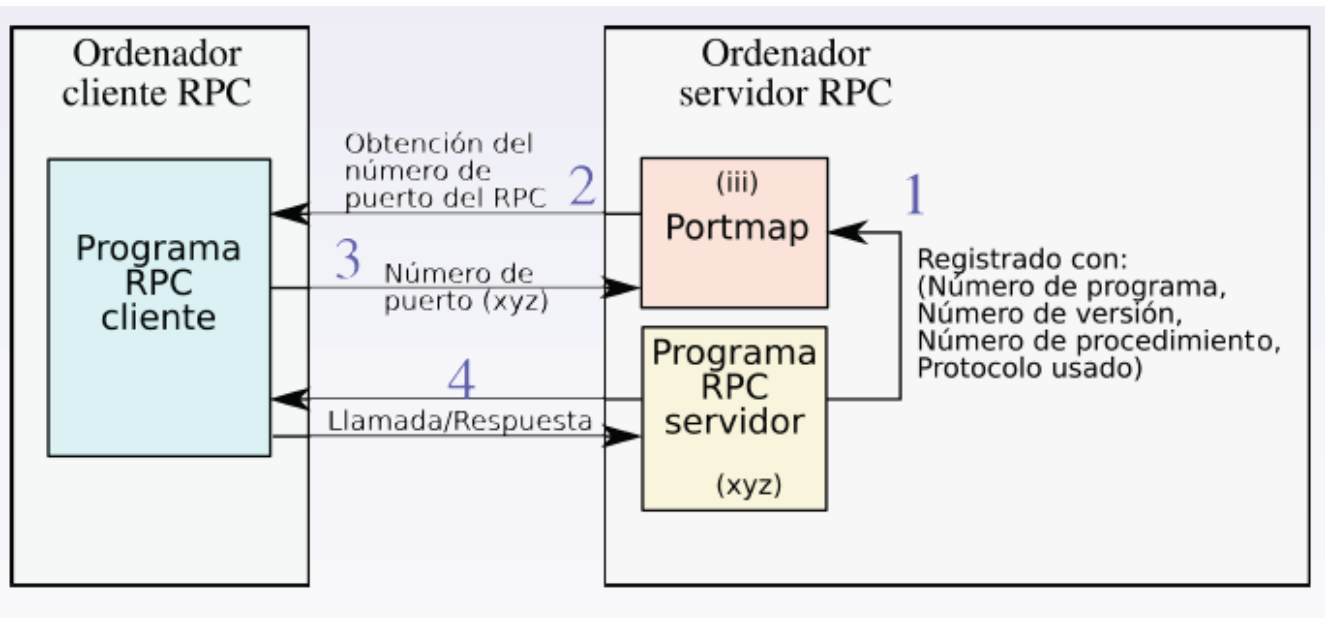 Ordenador
cliente RPC
Programa
RPC
cliente
Obtención del
número de
puerto del RPC
2
3
Número de
puerto (xyz)
4
Llamada/Respuesta
Ordenador
servidor RPC
(iii)
Portmap
1
Registrado con:
(Número de programa,
Número de versión,
Número de procedimiento,
Protocolo usado)
Programa
RPC
servidor
(xyz)